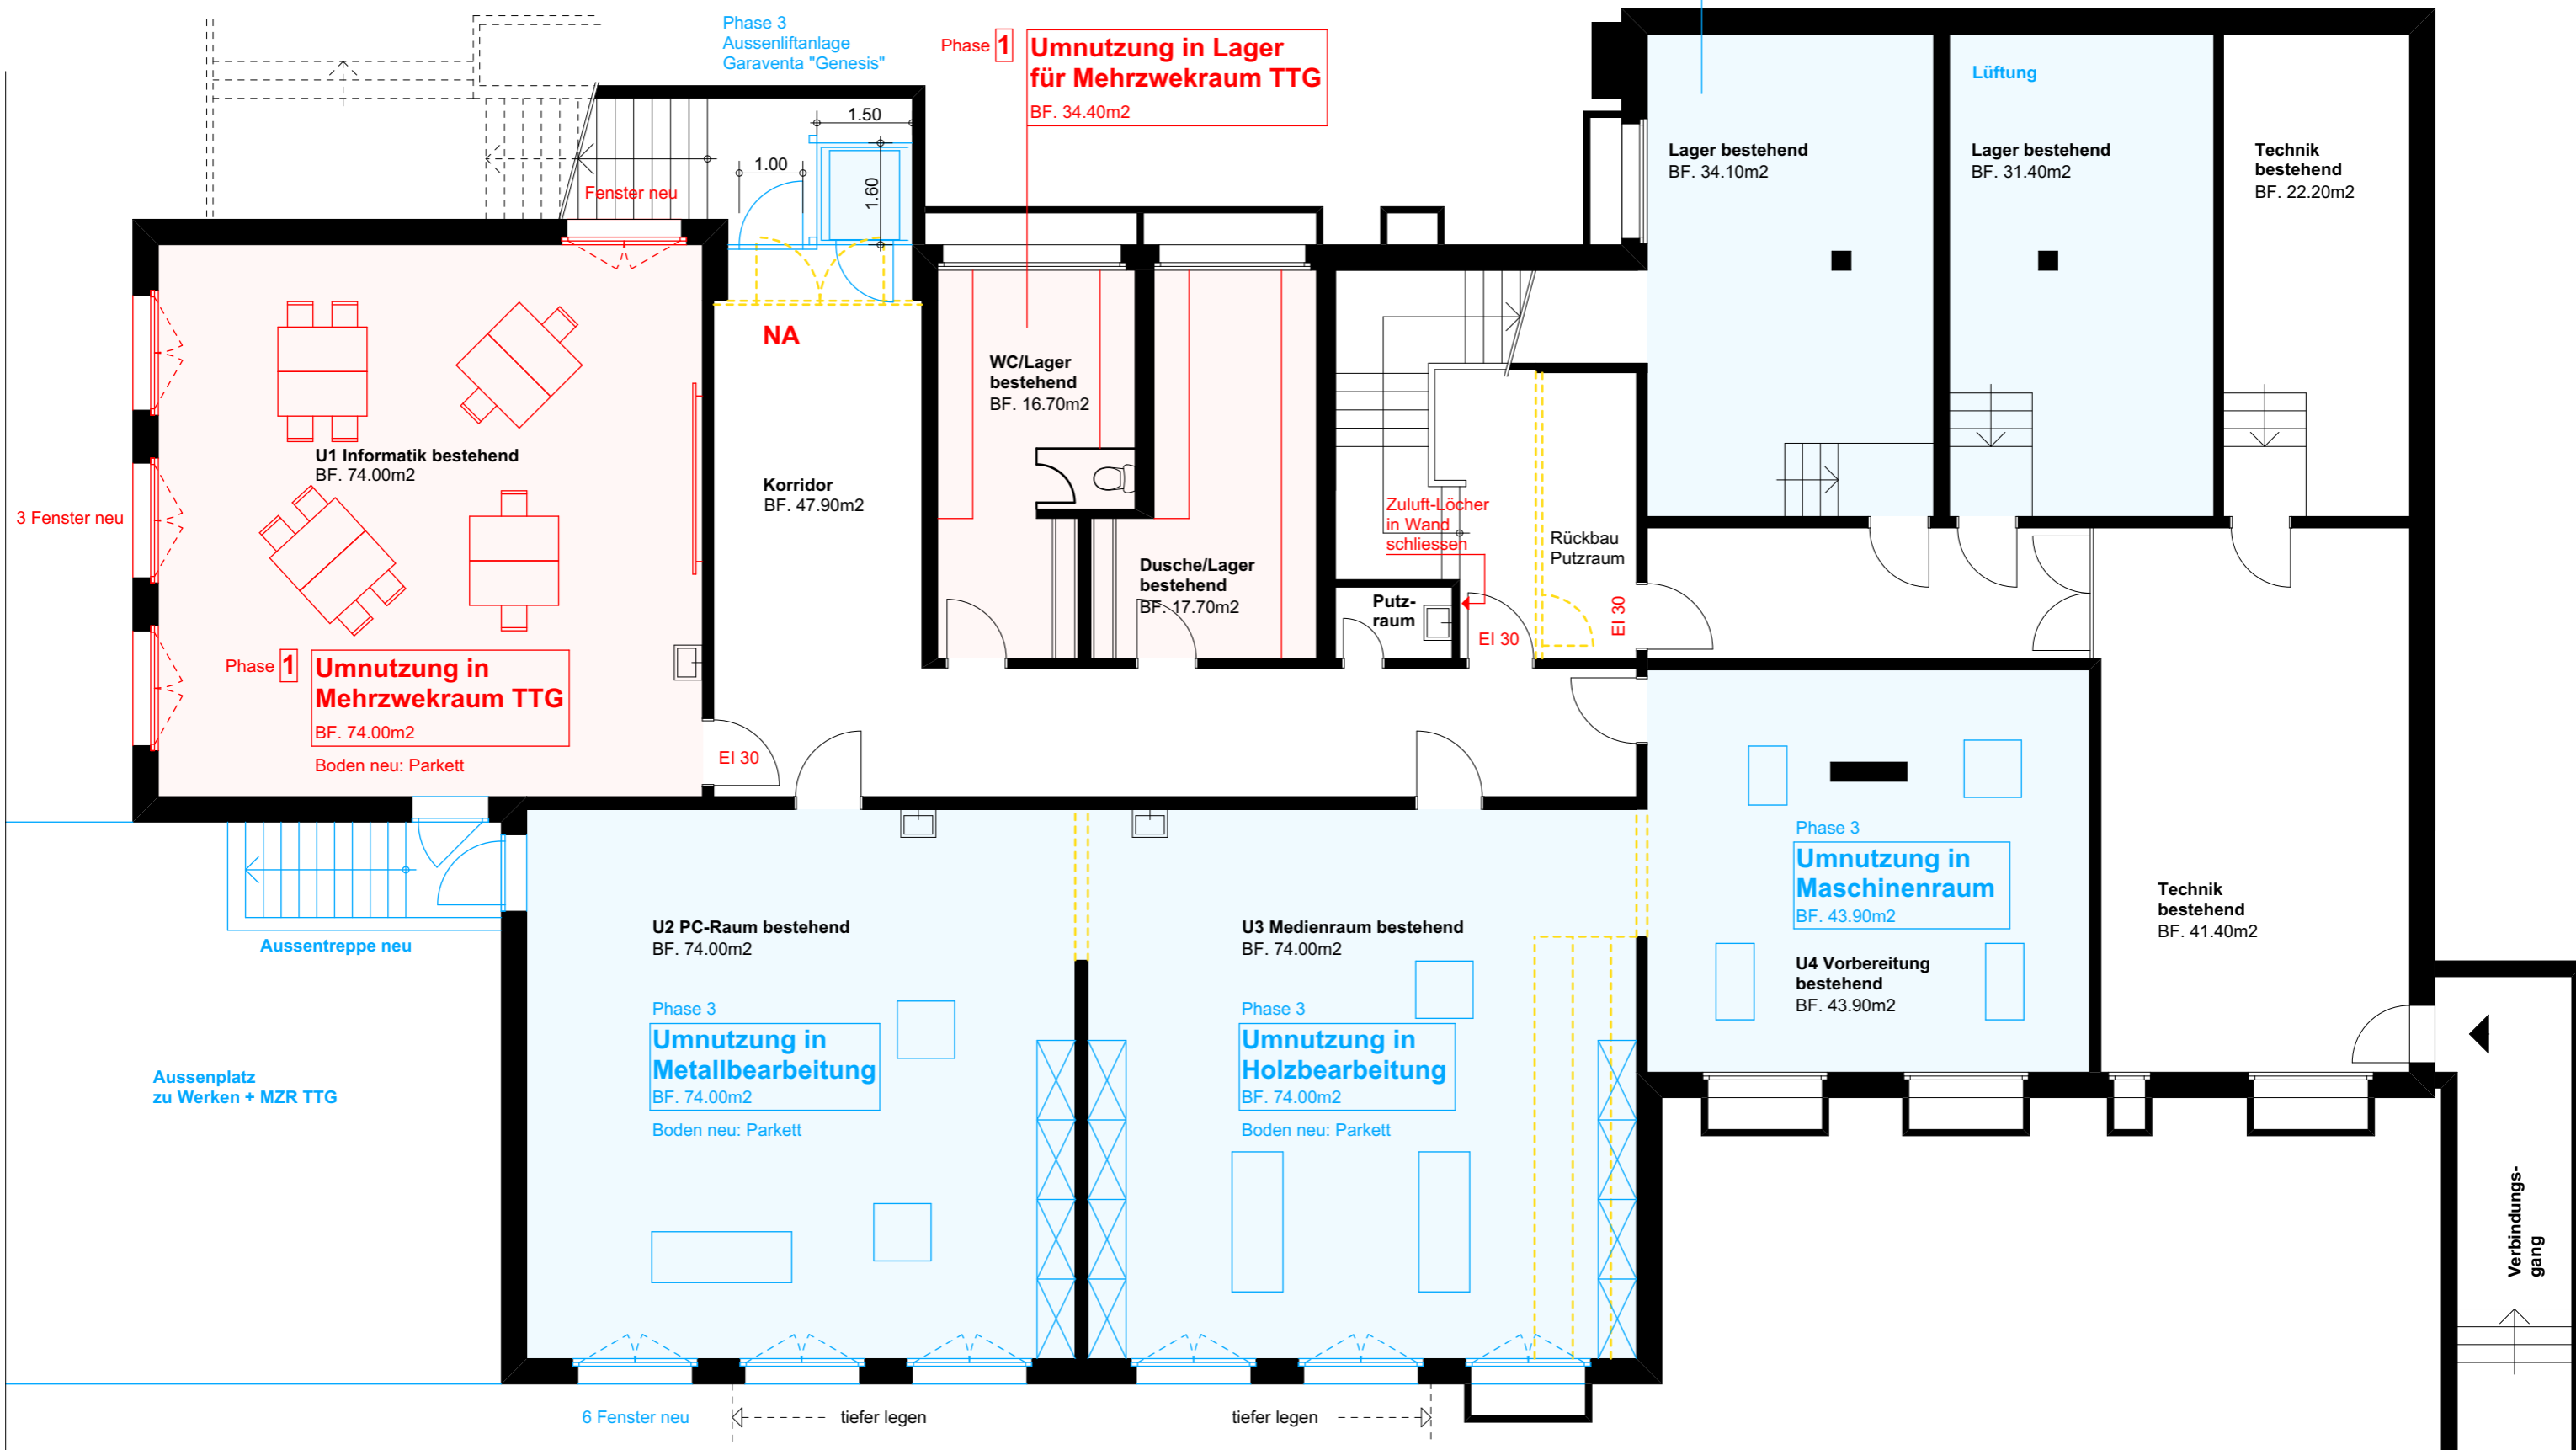 Phase 3
Aussenliftanlage
Garaventa "Genesis"
Phase 1
Umnutzung in Lager
für Mehrzwekraum TTG
BF. 34.40m2
Lüftung
1.50
1.00
1.60
Fenster neu
Lager bestehend
BF. 34.10m2
Lager bestehend
BF. 31.40m2
Technik
bestehend
BF. 22.20m2
NA
WC/Lager
bestehend
BF. 16.70m2
U1 Informatik bestehend
BF. 74.00m2
Korridor
BF. 47.90m2
3 Fenster neu
Zuluft-Löcher
in Wand
schliessen
Rückbau
Putzraum
Dusche/Lager
bestehend
BF. 17.70m2
Putz-
raum
EI 30
EI 30
Phase 1
Umnutzung in
Mehrzwekraum TTG
BF. 74.00m2
Boden neu: Parkett
EI 30
Phase 3
Umnutzung in
Maschinenraum
BF. 43.90m2
U4 Vorbereitung
bestehend
BF. 43.90m2
Technik
bestehend
BF. 41.40m2
Aussentreppe neu
U2 PC-Raum bestehend
BF. 74.00m2
Phase 3
Umnutzung in
Metallbearbeitung
BF. 74.00m2
Boden neu: Parkett
U3 Medienraum bestehend
BF. 74.00m2
Phase 3
Umnutzung in
Holzbearbeitung
BF. 74.00m2
Boden neu: Parkett
Aussenplatz
zu Werken + MZR TTG
Verbindungs-
gang
6 Fenster neu
tiefer legen
tiefer legen